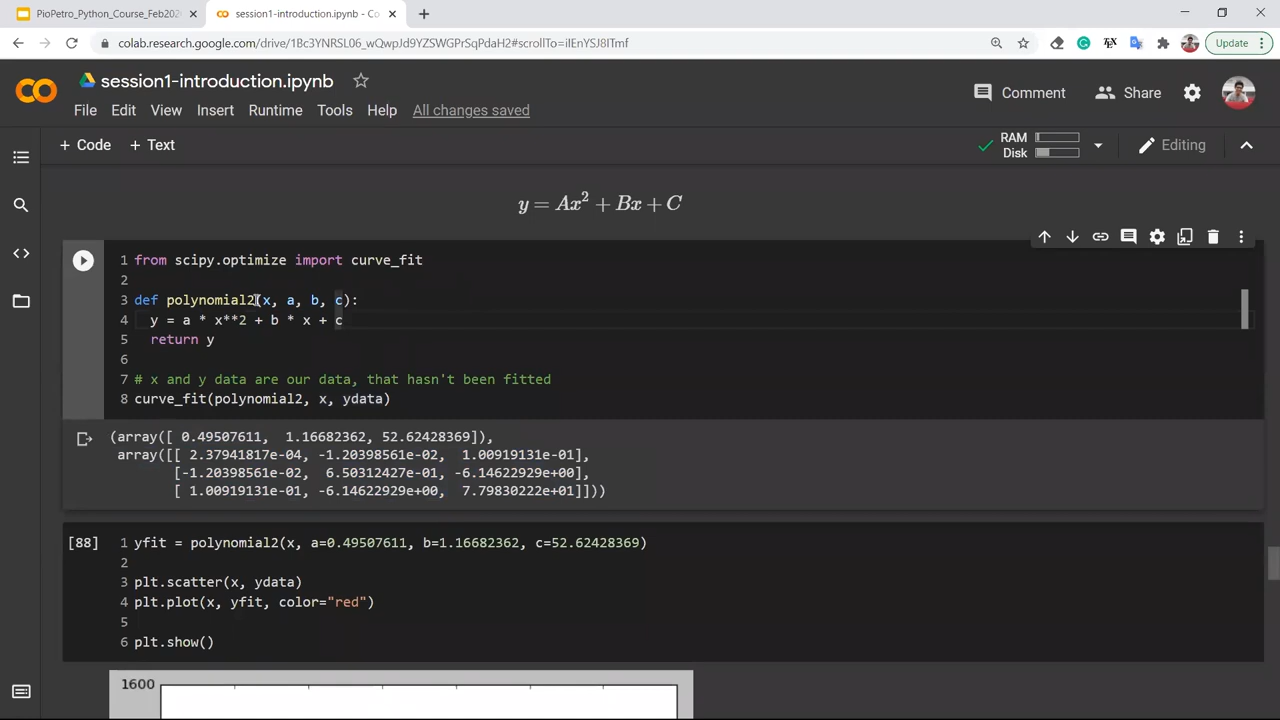 PioPetro_Python_Course_Feb202
session1-introduction.ipynb - Co
colab.research.google.com/drive/1Bc3YNRSL06_wQwpJd9YZSWGPrSqPdaH2#scrollTo=ilEnYSJ8lTmf
Update
session1-introduction.ipynb
Comment
Share
File Edit View Insert Runtime Tools Help All changes saved
+ Code + Text
RAM
Disk
Editing
y = Ax² + Bx + C
1 from scipy.optimize import curve_fit
2
3 def polynomial2(x, a, b, c):
4 y = a * x**2 + b * x + c
5 return y
6
7 # x and y data are our data, that hasn't been fitted
8 curve_fit(polynomial2, x, ydata)
(array([ 0.49507611, 1.16682362, 52.62428369]),
array([[ 2.37941817e-04, -1.20398561e-02, 1.00919131e-01],
[-1.20398561e-02, 6.50312427e-01, -6.14622929e+00],
[ 1.00919131e-01, -6.14622929e+00, 7.79830222e+01]]))
[88] 1 yfit = polynomial2(x, a=0.49507611, b=1.16682362, c=52.62428369)
2
3 plt.scatter(x, ydata)
4 plt.plot(x, yfit, color="red")
5
6 plt.show()
1600